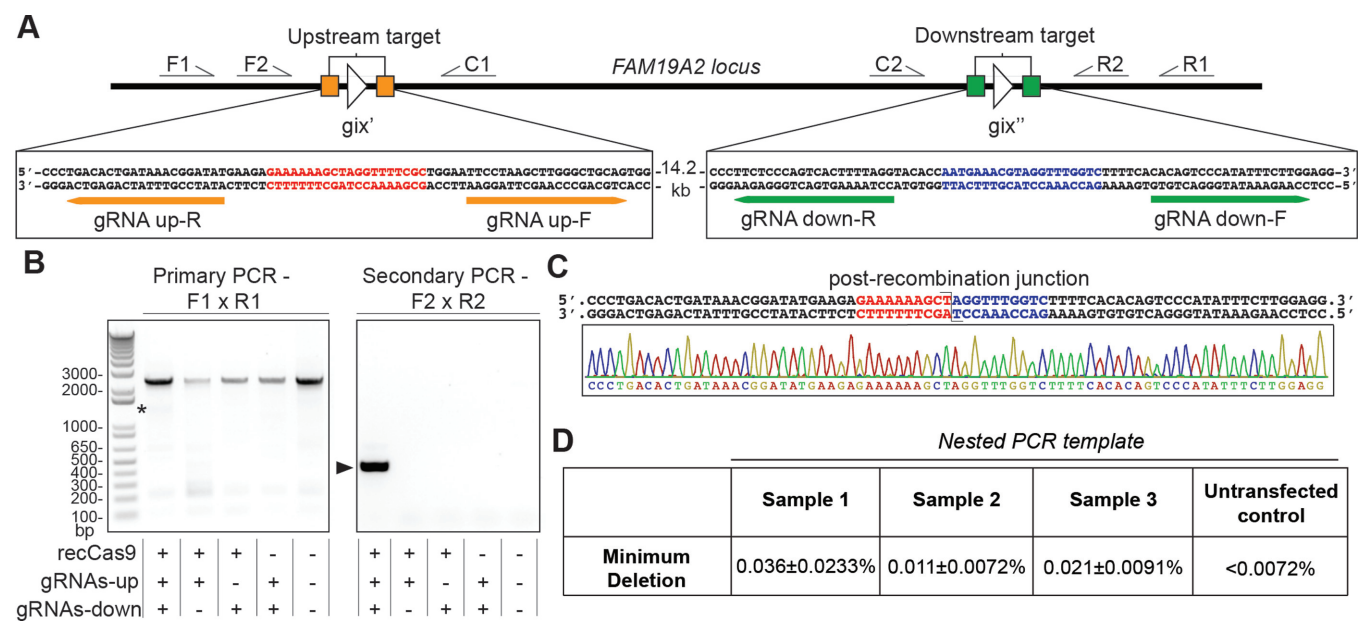 A
Upstream target
Downstream target
F1 F2 C1 FAM19A2 locus C2 R2 R1
gix’ gix”
5′-CCCTGACACTGATAAACGGATATGAAGAGAAAAAAGCTAGGTTTTCGCTGGAATTCCTAAGCTTGGGCTGCAGTGG
3′-GGGACTGAGACTATTTGCCTATACTTCTCTTTTTTCGATCCAAAAGCGACCTTAAGGATTCGAACCCGACGTCACC
gRNA up-R gRNA up-F
-14.2-
kb
CCCTTCTCCCAGTCACTTTTAGGTACACAATGAAACGTAGGTTTGGTCTTTTCACACAGTCCCATATTTCTTGGAGG-3′
GGGAAGAGGGTCAGTGAAAATCCATGTGGTTACTTTGCATCCAAACCAGAAAAGTGTGTCAGGGTATAAAGAACCTCC-5′
gRNA down-R gRNA down-F
B
Primary PCR -
F1 x R1
Secondary PCR -
F2 x R2
3000-
2000-
*
1000-
650-
500-
400-
300-
200-
100-
bp
recCas9 + + + - - + + + - -
gRNAs-up + + - + - + + - + -
gRNAs-down + - + + - + - + + -
C
post-recombination junction
5′.CCCTGACACTGATAAACGGATATGAAGAGAAAAAAGCTAGGTTTGGTCTTTTCACACAGTCCCATATTTCTTGGAGG.3′
3′.GGGACTGAGACTATTTGCCTATACTTCTCTTTTTTCGATCCAAACCAGAAAAGTGTGTCAGGGTATAAAGAACCTCC.5′
CCCTGACACTGATAAACGGATATGAAGAGAAAAAAGCTAGGTTTGGTCTTTTCACACAGTCCCATATTTCTTGGAGG
D
Nested PCR template
Sample 1 Sample 2 Sample 3 Untransfected control
Minimum Deletion 0.036±0.0233% 0.011±0.0072% 0.021±0.0091% <0.0072%